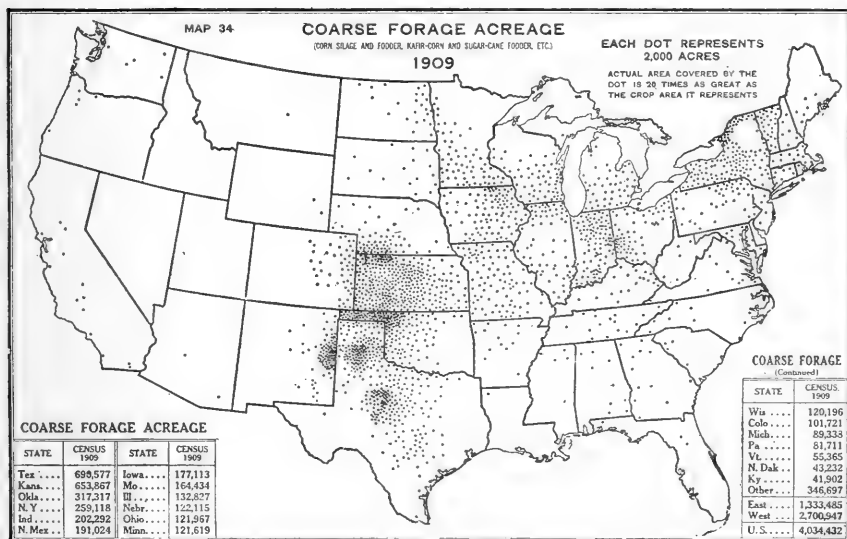 MAP 34
COARSE FORAGE ACREAGE
(CORN SILAGE AND FODDER, KAFIR-CORN AND SUGAR-CANE FODDER, ETC.)
1909
EACH DOT REPRESENTS
2,000 ACRES
ACTUAL AREA COVERED BY THE
DOT IS 20 TIMES AS GREAT AS
THE CROP AREA IT REPRESENTS
COARSE FORAGE ACREAGE
STATE CENSUS 1909 STATE CENSUS 1909
Tex .... 699,577 Iowa.... 177,113
Kans.... 653,867 Mo .... 164,434
Okla.... 317,317 Ill .... 132,827
N.Y .... 259,118 Nebr.... 122,115
Ind .... 202,292 Ohio.... 121,967
N. Mex.. 191,024 Minn.... 121,619
COARSE FORAGE
(Continued)
STATE CENSUS, 1909
Wis .... 120,196
Colo.... 101,721
Mich.... 89,338
Pa .... 81,711
Vt. .... 55,365
N. Dak.. 43,232
Ky .... 41,902
Other .. 346,697
East ... 1,333,485
West ... 2,700,947
U.S. .... 4,034,432